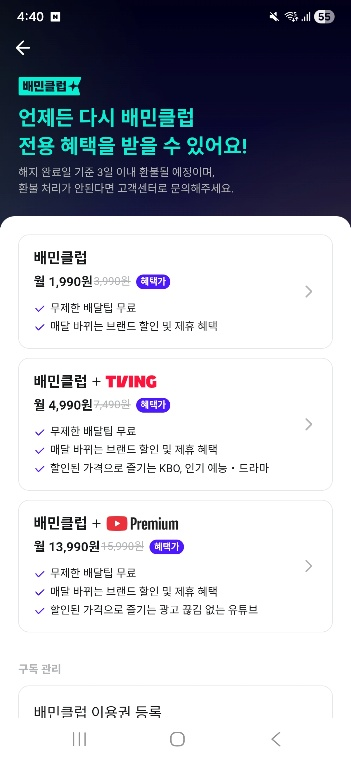 4:40 N 55
배민클럽
언제든 다시 배민클럽
전용 혜택을 받을 수 있어요!
해지 완료일 기준 3일 이내 환불될 예정이며,
환불 처리가 안된다면 고객센터로 문의해주세요.
배민클럽
월 1,990원 3,990원 혜택가
무제한 배달팁 무료
매달 바뀌는 브랜드 할인 및 제휴 혜택
배민클럽 + TVING
월 4,990원 7,490원 혜택가
무제한 배달팁 무료
매달 바뀌는 브랜드 할인 및 제휴 혜택
할인된 가격으로 즐기는 KBO, 인기 예능・드라마
배민클럽 + Premium
월 13,990원 15,990원 혜택가
무제한 배달팁 무료
매달 바뀌는 브랜드 할인 및 제휴 혜택
할인된 가격으로 즐기는 광고 끊김 없는 유튜브
구독 관리
배민클럽 이용권 등록